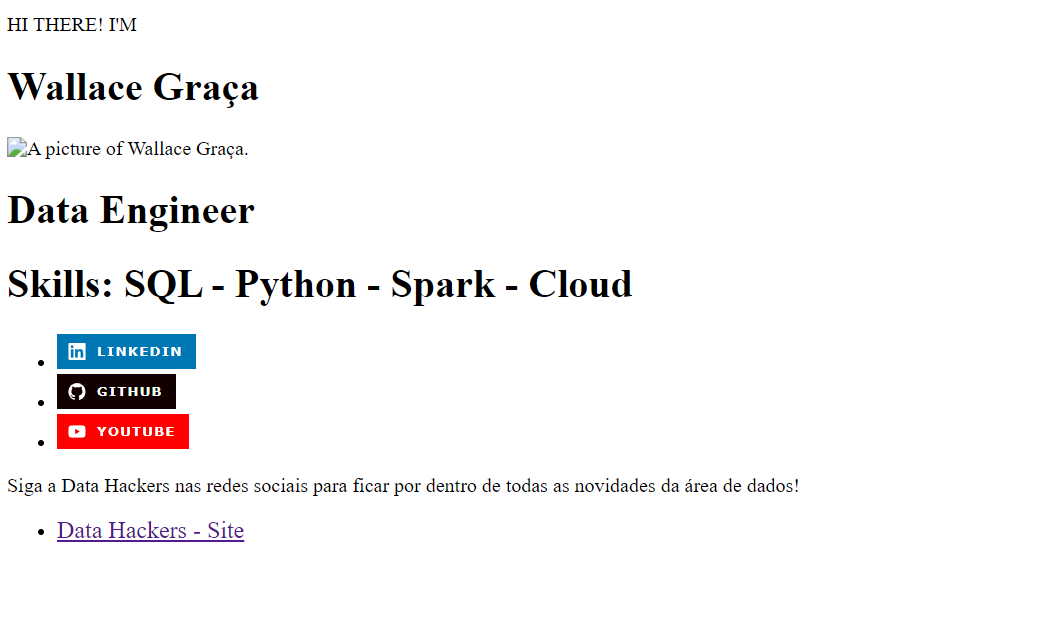 HI THERE! I'M
Wallace Graça
A picture of Wallace Graça.
Data Engineer
Skills: SQL - Python - Spark - Cloud
LINKEDIN
GITHUB
YOUTUBE
Siga a Data Hackers nas redes sociais para ficar por dentro de todas as novidades da área de dados!
Data Hackers - Site